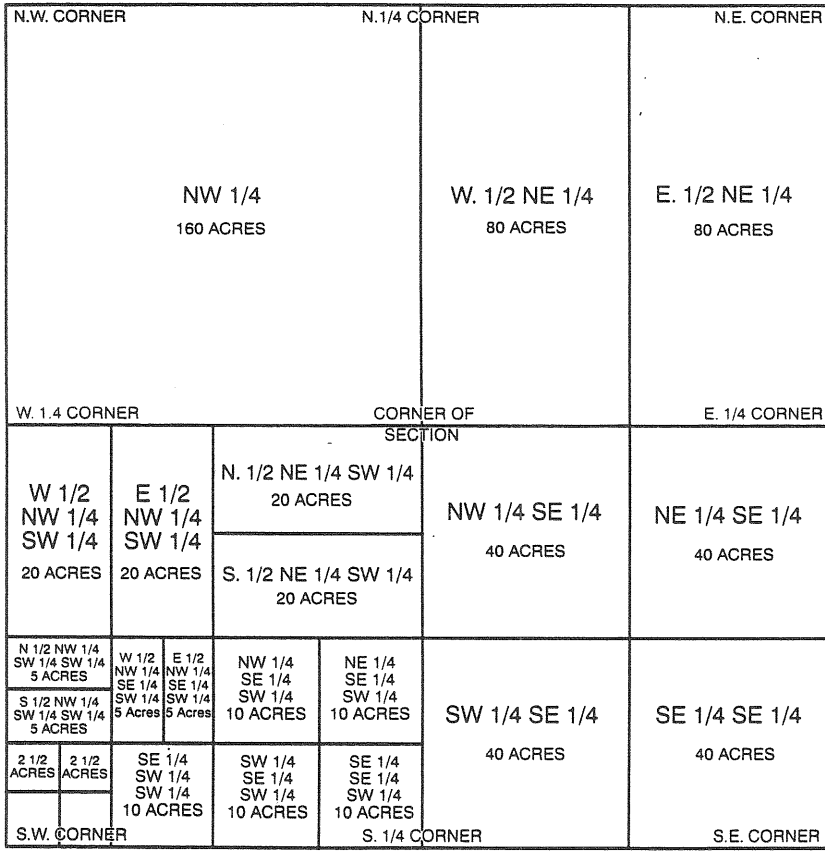 N.W. CORNER
N.1/4 CORNER
N.E. CORNER
NW 1/4
160 ACRES
W. 1/2 NE 1/4
80 ACRES
E. 1/2 NE 1/4
80 ACRES
W. 1.4 CORNER
CORNER OF
SECTION
E. 1/4 CORNER
W 1/2
NW 1/4
SW 1/4
20 ACRES
E 1/2
NW 1/4
SW 1/4
20 ACRES
N. 1/2 NE 1/4 SW 1/4
20 ACRES
S. 1/2 NE 1/4 SW 1/4
20 ACRES
NW 1/4 SE 1/4
40 ACRES
NE 1/4 SE 1/4
40 ACRES
N 1/2 NW 1/4
SW 1/4 SW 1/4
5 ACRES
S 1/2 NW 1/4
SW 1/4 SW 1/4
5 ACRES
W 1/2
NW 1/4
SE 1/4
SW 1/4
5 Acres
E 1/2
NW 1/4
SE 1/4
SW 1/4
5 Acres
NW 1/4
SE 1/4
SW 1/4
10 ACRES
NE 1/4
SE 1/4
SW 1/4
10 ACRES
SW 1/4 SE 1/4
40 ACRES
SE 1/4 SE 1/4
40 ACRES
2 1/2
ACRES
2 1/2
ACRES
SE 1/4
SW 1/4
SW 1/4
10 ACRES
SW 1/4
SE 1/4
SW 1/4
10 ACRES
SE 1/4
SE 1/4
SW 1/4
10 ACRES
S.W. CORNER
S. 1/4 CORNER
S.E. CORNER